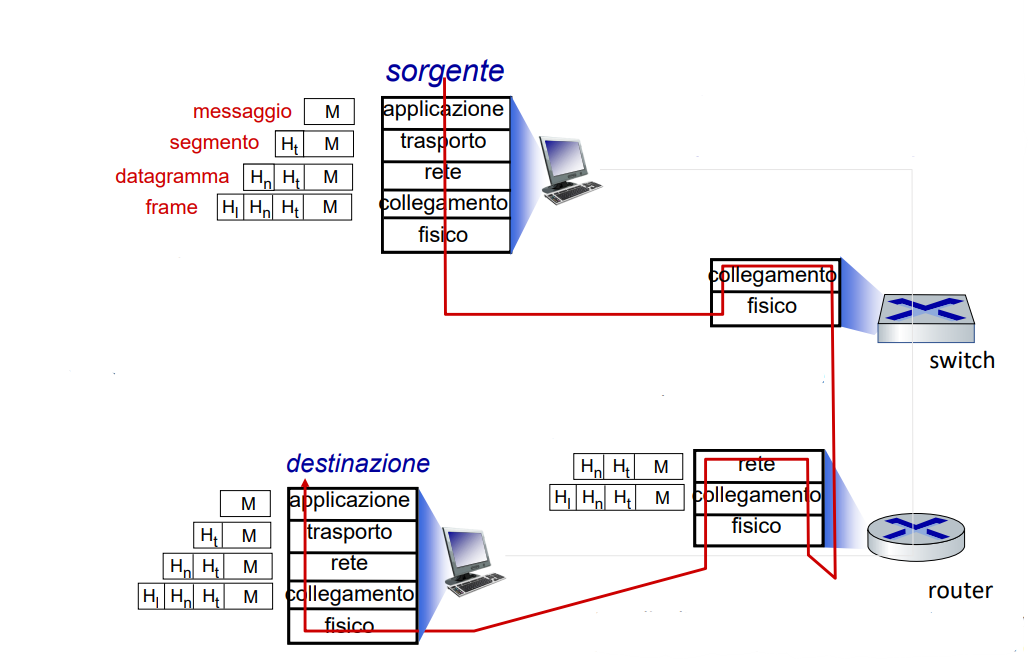 sorgente
messaggio M applicazione
segmento Ht M trasporto
datagramma Hn Ht M rete
frame Hl Hn Ht M collegamento
fisico
collegamento
fisico
switch
destinazione
Hn Ht M rete
Hl Hn Ht M collegamento
fisico
router
M applicazione
Ht M trasporto
Hn Ht M rete
Hl Hn Ht M collegamento
fisico